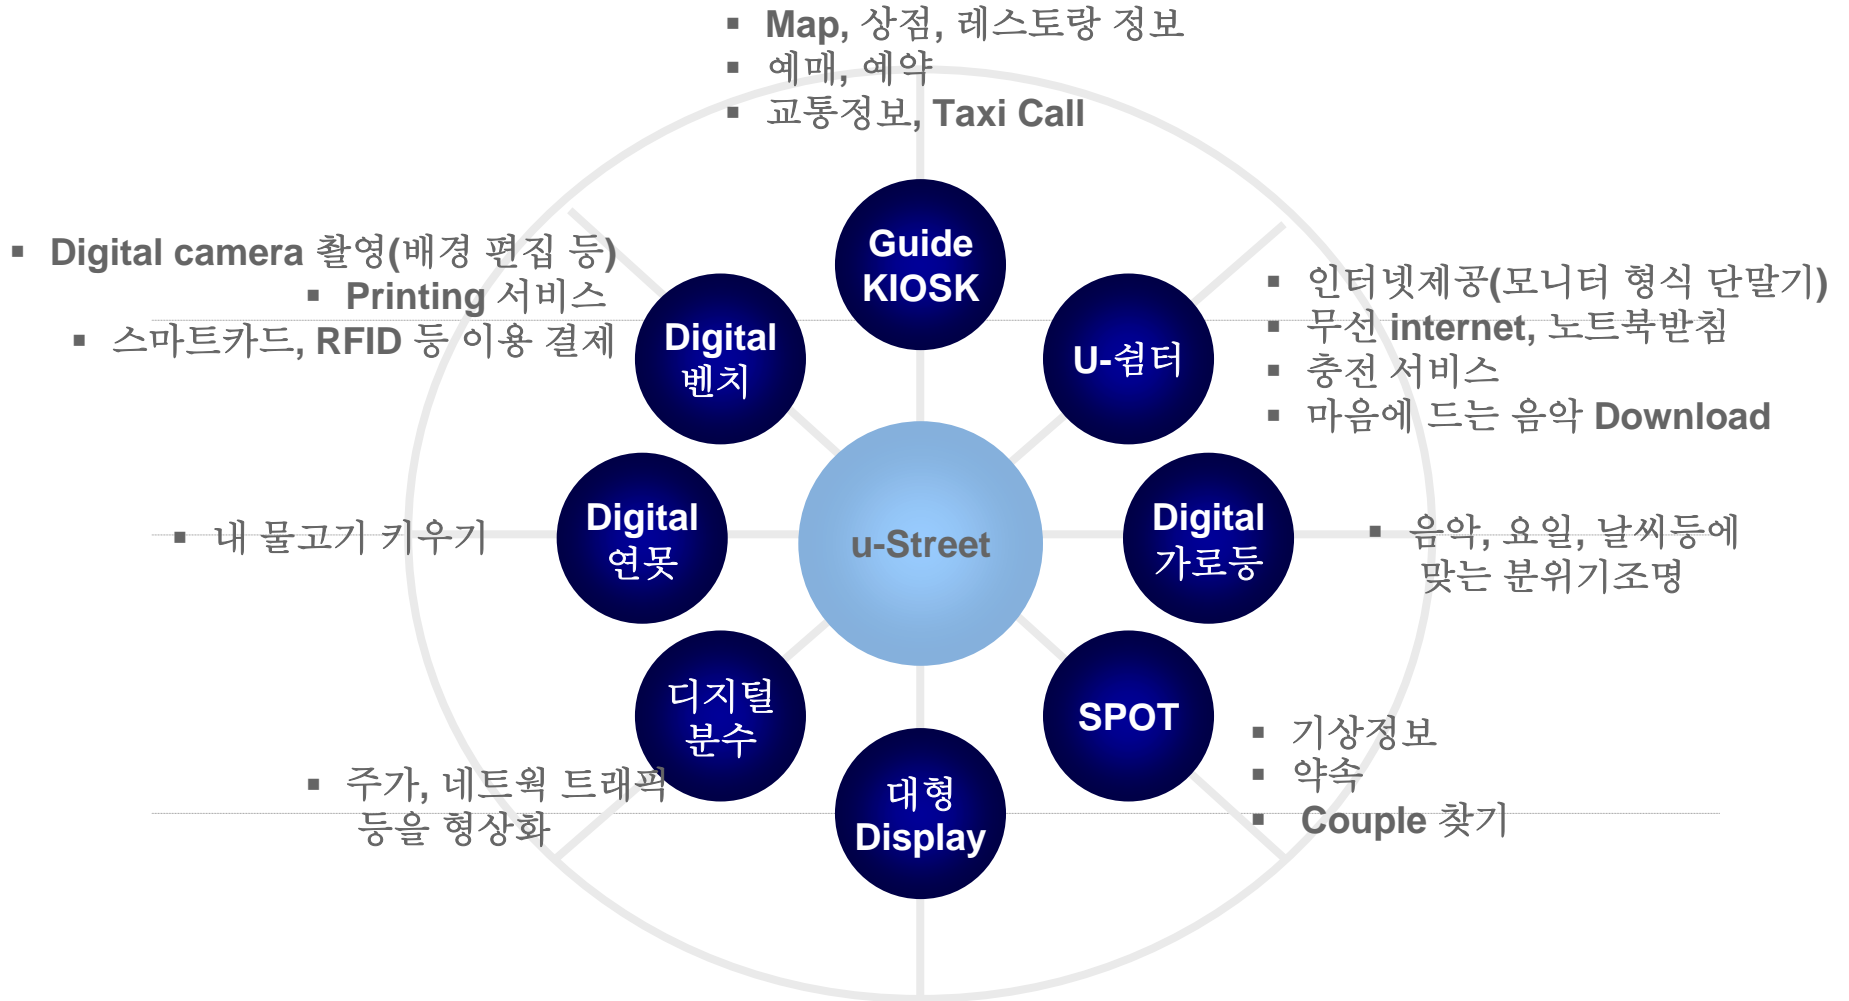 ▪ Map, 상점, 레스토랑 정보
▪ 예매, 예약
▪ 교통정보, Taxi Call
Guide
KIOSK
▪ Digital camera 촬영(배경 편집 등)
▪ Printing 서비스
▪ 스마트카드, RFID 등 이용 결제
Digital
벤치
U-쉼터
▪ 인터넷제공(모니터 형식 단말기)
▪ 무선 internet, 노트북받침
▪ 충전 서비스
▪ 마음에 드는 음악 Download
▪ 내 물고기 키우기
Digital
연못
u-Street
Digital
가로등
▪ 음악, 요일, 날씨등에
맞는 분위기조명
디지털
분수
▪ 주가, 네트웍 트래픽
등을 형상화
대형
Display
SPOT
▪ 기상정보
▪ 약속
▪ Couple 찾기